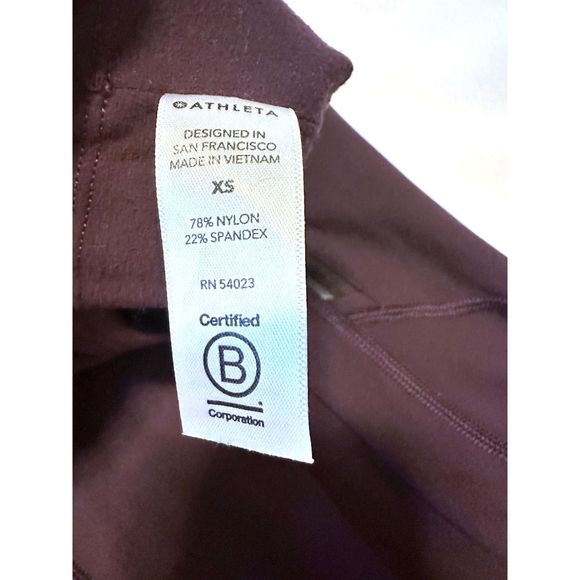 ATHLETA
DESIGNED IN
SAN FRANCISCO
MADE IN VIETNAM
XS
78% NYLON
22% SPANDEX
RN 54023
Certified
B
Corporation